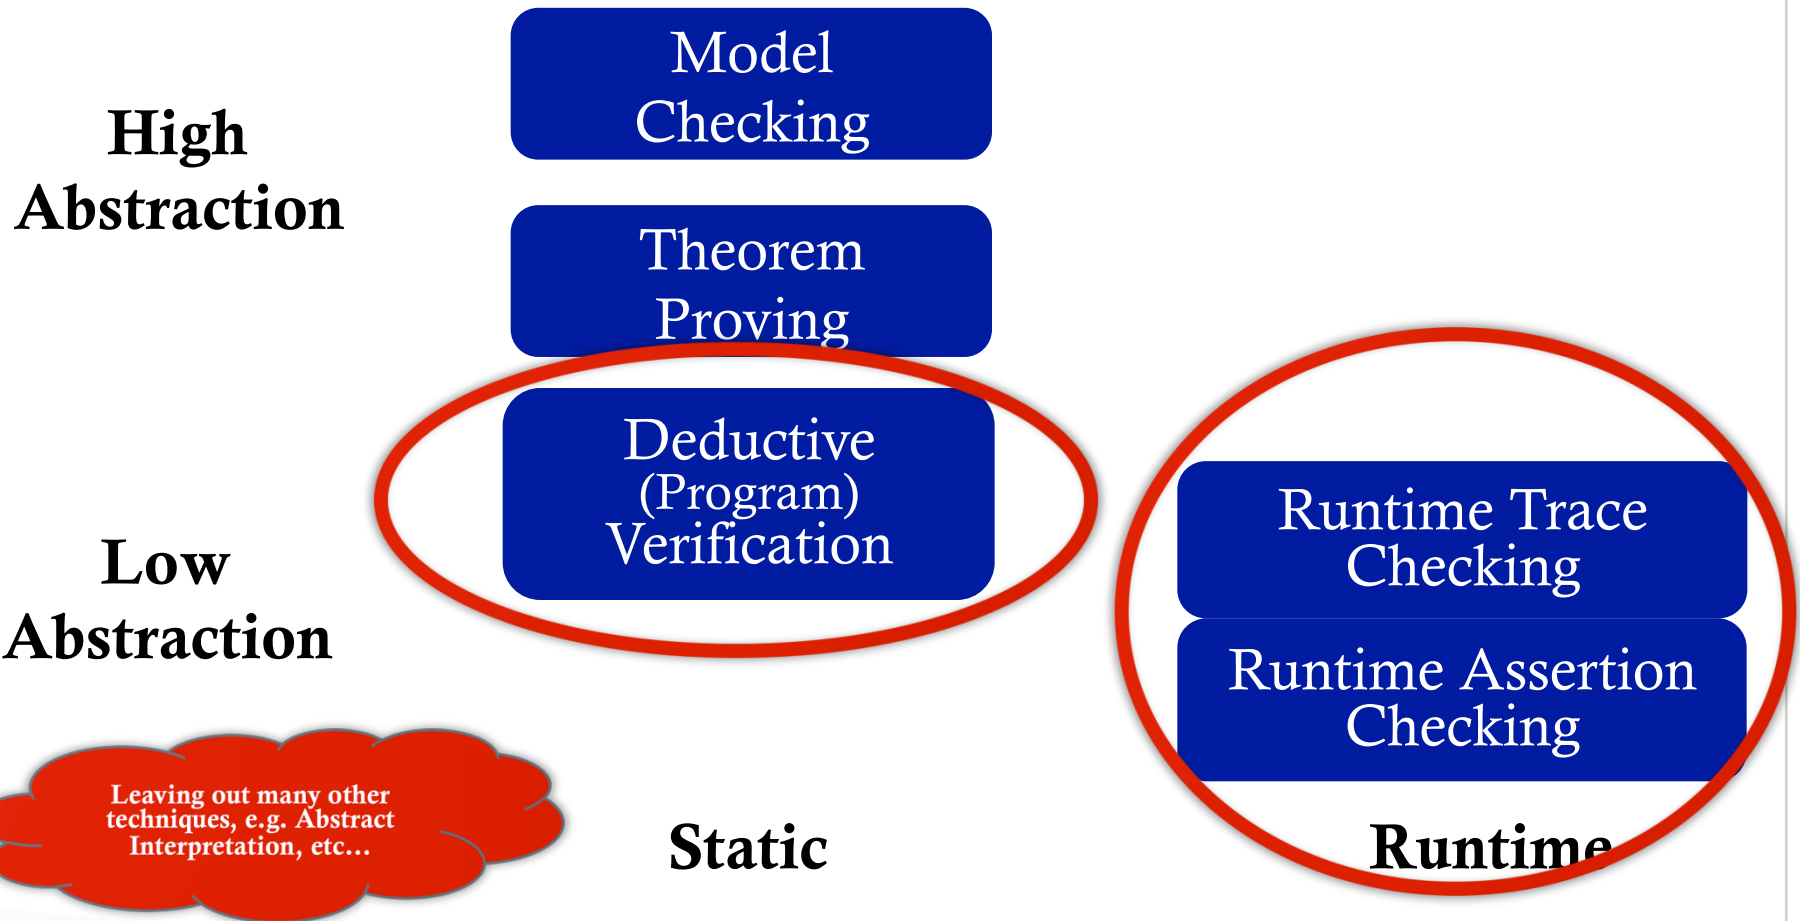 Model
Checking
High
Abstraction
Theorem
Proving
Deductive
(Program)
Verification
Low
Abstraction
Runtime Trace
Checking
Runtime Assertion
Checking
Leaving out many other
techniques, e.g. Abstract
Interpretation, etc...
Static
Runtime